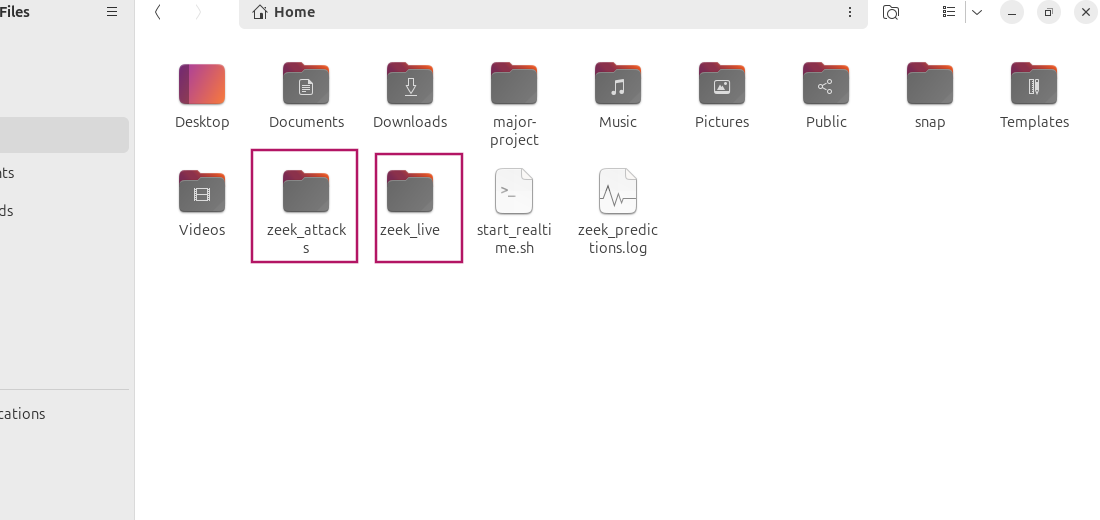 Files
Home
Desktop
Documents
Downloads
major-
project
Music
Pictures
Public
snap
Templates
nts
ds
Videos
zeek_attack
s
zeek_live
>_
start_realti
me.sh
zeek_predic
tions.log
cations